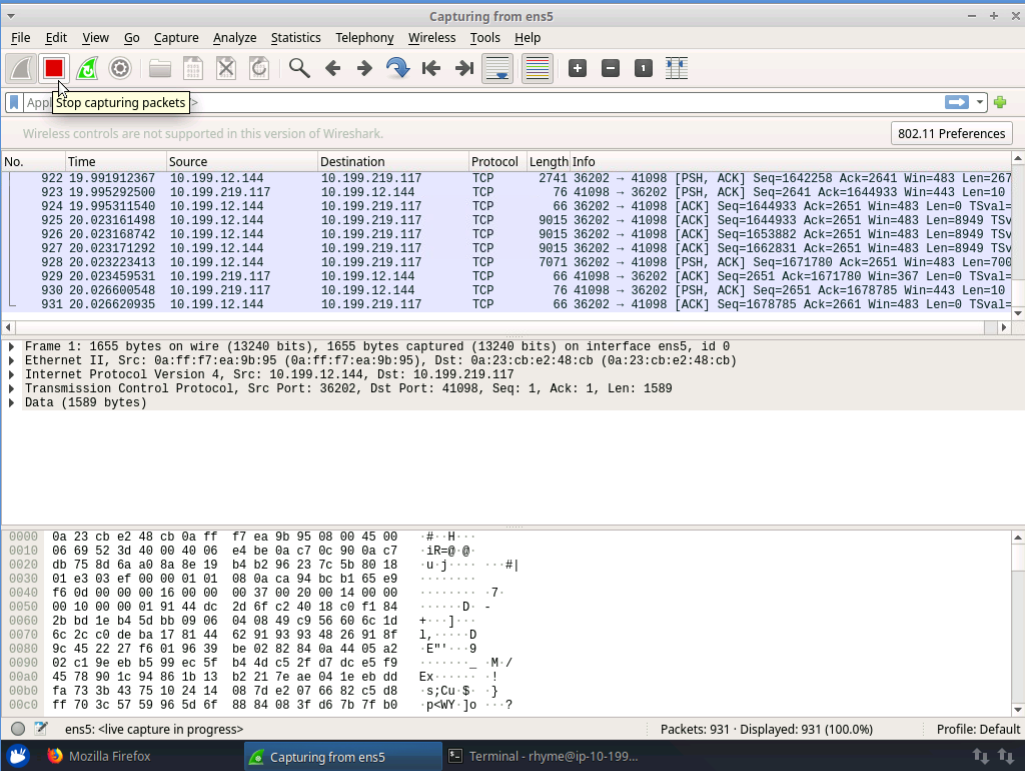 Capturing from ens5
File Edit View Go Capture Analyze Statistics Telephony Wireless Tools Help
Appl
Stop capturing packets
>
Wireless controls are not supported in this version of Wireshark.
802.11 Preferences
No. Time Source Destination Protocol Length Info
922 19.991912367 10.199.12.144 10.199.219.117 TCP 2741 36202 → 41098 [PSH, ACK] Seq=1642258 Ack=2641 Win=483 Len=267
923 19.995292500 10.199.219.117 10.199.12.144 TCP 76 41098 → 36202 [PSH, ACK] Seq=2641 Ack=1644933 Win=443 Len=10
924 19.995311540 10.199.12.144 10.199.219.117 TCP 66 36202 → 41098 [ACK] Seq=1644933 Ack=2651 Win=483 Len=0 TSval=
925 20.023161498 10.199.12.144 10.199.219.117 TCP 9015 36202 → 41098 [ACK] Seq=1644933 Ack=2651 Win=483 Len=8949 TSv
926 20.023168742 10.199.12.144 10.199.219.117 TCP 9015 36202 → 41098 [ACK] Seq=1653882 Ack=2651 Win=483 Len=8949 TSv
927 20.023171292 10.199.12.144 10.199.219.117 TCP 9015 36202 → 41098 [ACK] Seq=1662831 Ack=2651 Win=483 Len=8949 TSv
928 20.023223413 10.199.12.144 10.199.219.117 TCP 7071 36202 → 41098 [PSH, ACK] Seq=1671780 Ack=2651 Win=483 Len=700
929 20.023459531 10.199.219.117 10.199.12.144 TCP 66 41098 → 36202 [ACK] Seq=2651 Ack=1671780 Win=367 Len=0 TSval=
930 20.026600548 10.199.219.117 10.199.12.144 TCP 76 41098 → 36202 [PSH, ACK] Seq=2651 Ack=1678785 Win=443 Len=10
931 20.026620935 10.199.12.144 10.199.219.117 TCP 66 36202 → 41098 [ACK] Seq=1678785 Ack=2661 Win=483 Len=0 TSval=
Frame 1: 1655 bytes on wire (13240 bits), 1655 bytes captured (13240 bits) on interface ens5, id 0
Ethernet II, Src: 0a:ff:f7:ea:9b:95 (0a:ff:f7:ea:9b:95), Dst: 0a:23:cb:e2:48:cb (0a:23:cb:e2:48:cb)
Internet Protocol Version 4, Src: 10.199.12.144, Dst: 10.199.219.117
Transmission Control Protocol, Src Port: 36202, Dst Port: 41098, Seq: 1, Ack: 1, Len: 1589
Data (1589 bytes)
0000 0a 23 cb e2 48 cb 0a ff f7 ea 9b 95 08 00 45 00 ·#··H···
0010 06 69 52 3d 40 00 40 06 e4 be 0a c7 0c 90 0a c7 ·iR=@·@·
0020 db 75 8d 6a a0 8a 8e 19 b4 b2 96 23 7c 5b 80 18 ·u·j···· ···#|
0030 01 e3 03 ef 00 00 01 01 08 0a ca 94 bc b1 65 e9 ········
0040 f6 0d 00 00 00 16 00 00 00 37 00 20 00 14 00 00 ········ ·7·
0050 00 10 00 00 01 91 44 dc 2d 6f c2 40 18 c0 f1 84 ······D· -
0060 2b bd 1e b4 5d bb 09 06 04 08 49 c9 56 60 6c 1d +···]···
0070 6c 2c c0 de ba 17 81 44 62 91 93 93 48 26 91 8f l,·····D
0080 9c 45 22 27 f6 01 96 39 be 02 82 84 0a 44 05 a2 ·E"'···9
0090 02 c1 9e eb b5 99 ec 5f b4 4d c5 2f d7 dc e5 f9 ·······_ ·M·/
00a0 45 78 90 1c 94 86 1b 13 b2 21 7e ae 04 1e eb dd Ex······ ·!
00b0 fa 73 3b 43 75 10 24 14 08 7d e2 07 66 82 c5 d8 ·s;Cu·$· ·}
00c0 ff 70 3c 57 59 96 5d 6f 88 84 08 3f d6 7b 7f b0 ·p<WY·]o ···?
ens5: <live capture in progress>
Packets: 931 · Displayed: 931 (100.0%)
Profile: Default
Mozilla Firefox
Capturing from ens5
Terminal - rhyme@ip-10-199...